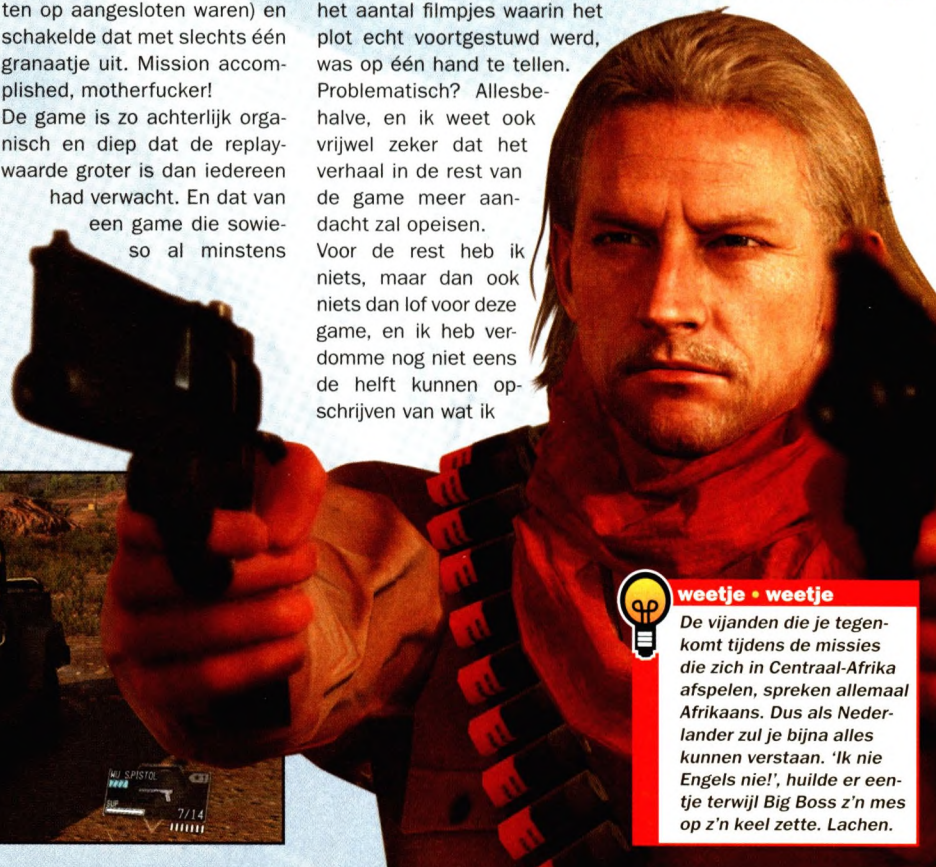 ten op aangesloten waren) en
schakelde dat met slechts één
granaatje uit. Mission accom-
plished, motherfucker!
De game is zo achterlijk orga-
nisch en diep dat de replay-
waarde groter is dan iedereen
had verwacht. En dat van
een game die sowie-
so al minstens
het aantal filmpjes waarin het
plot echt voortgestuwd werd,
was op één hand te tellen.
Problematisch? Allesbe-
halve, en ik weet ook
vrijwel zeker dat het
verhaal in de rest van
de game meer aan-
dacht zal opeisen.
Voor de rest heb ik
niets, maar dan ook
niets dan lof voor deze
game, en ik heb ver-
domme nog niet eens
de helft kunnen op-
schrijven van wat ik
WU S.PISTOL
SUP
7/14
weetje • weetje
De vijanden die je tegen-
komt tijdens de missies
die zich in Centraal-Afrika
afspelen, spreken allemaal
Afrikaans. Dus als Neder-
lander zul je bijna alles
kunnen verstaan. 'Ik nie
Engels nie!', huilde er een-
tje terwijl Big Boss z'n mes
op z'n keel zette. Lachen.